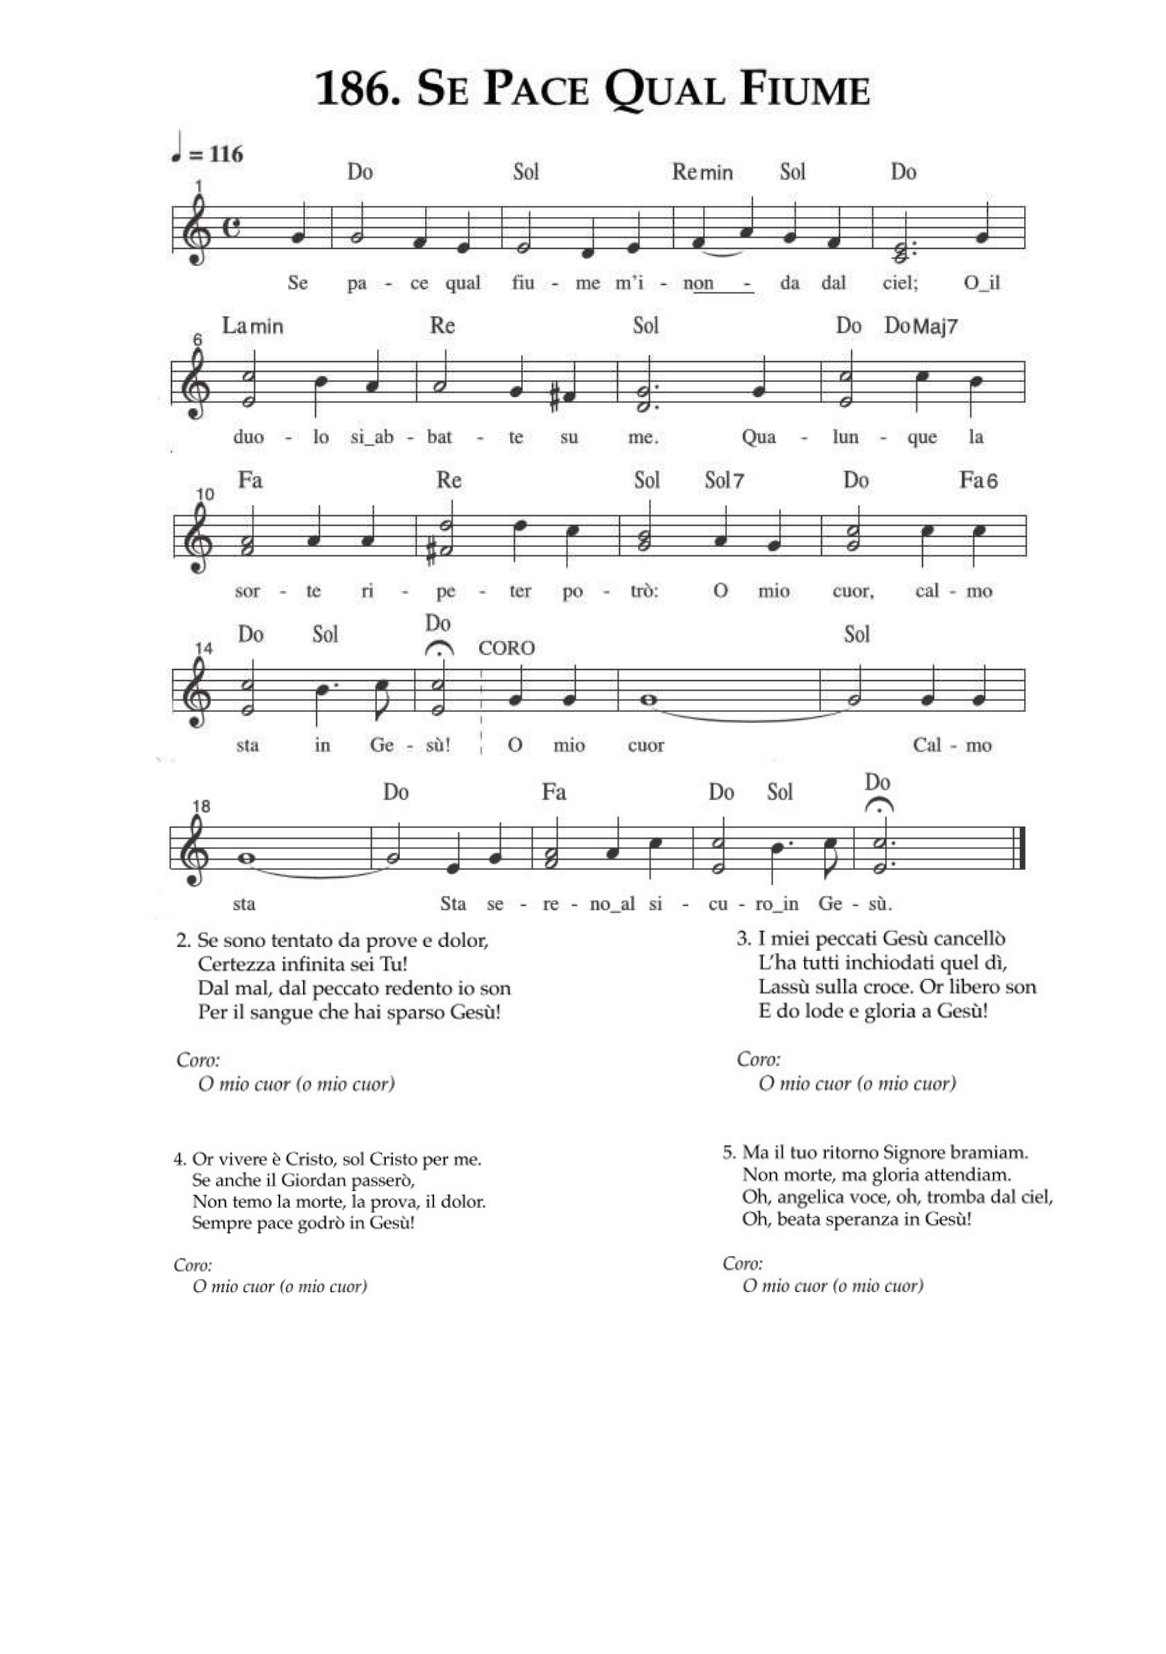 186. SE PACE QUAL FIUME
= 116
Do Sol Remin Sol Do
1
Se pa - ce qual fiu - me m'i - non - da dal ciel; O_il
Lamin Re Sol Do DoMaj7
6
duo - lo si_ab - bat - te su me. Qua - lun - que la
Fa Re Sol Sol7 Do Fa6
10
sor - te ri - pe - ter po - trò: O mio cuor, cal - mo
Do Sol Do CORO Sol
14
sta in Ge - sù! O mio cuor Cal - mo
Do Fa Do Sol Do
18
sta Sta se - re - no_al si - cu - ro_in Ge - sù.
2. Se sono tentato da prove e dolor,
Certezza infinita sei Tu!
Dal mal, dal peccato redento io son
Per il sangue che hai sparso Gesù!
Coro:
O mio cuor (o mio cuor)
3. I miei peccati Gesù cancellò
L'ha tutti inchiodati quel dì,
Lassù sulla croce. Or libero son
E do lode e gloria a Gesù!
Coro:
O mio cuor (o mio cuor)
4. Or vivere è Cristo, sol Cristo per me.
Se anche il Giordan passerò,
Non temo la morte, la prova, il dolor.
Sempre pace godrò in Gesù!
Coro:
O mio cuor (o mio cuor)
5. Ma il tuo ritorno Signore bramiam.
Non morte, ma gloria attendiam.
Oh, angelica voce, oh, tromba dal ciel,
Oh, beata speranza in Gesù!
Coro:
O mio cuor (o mio cuor)